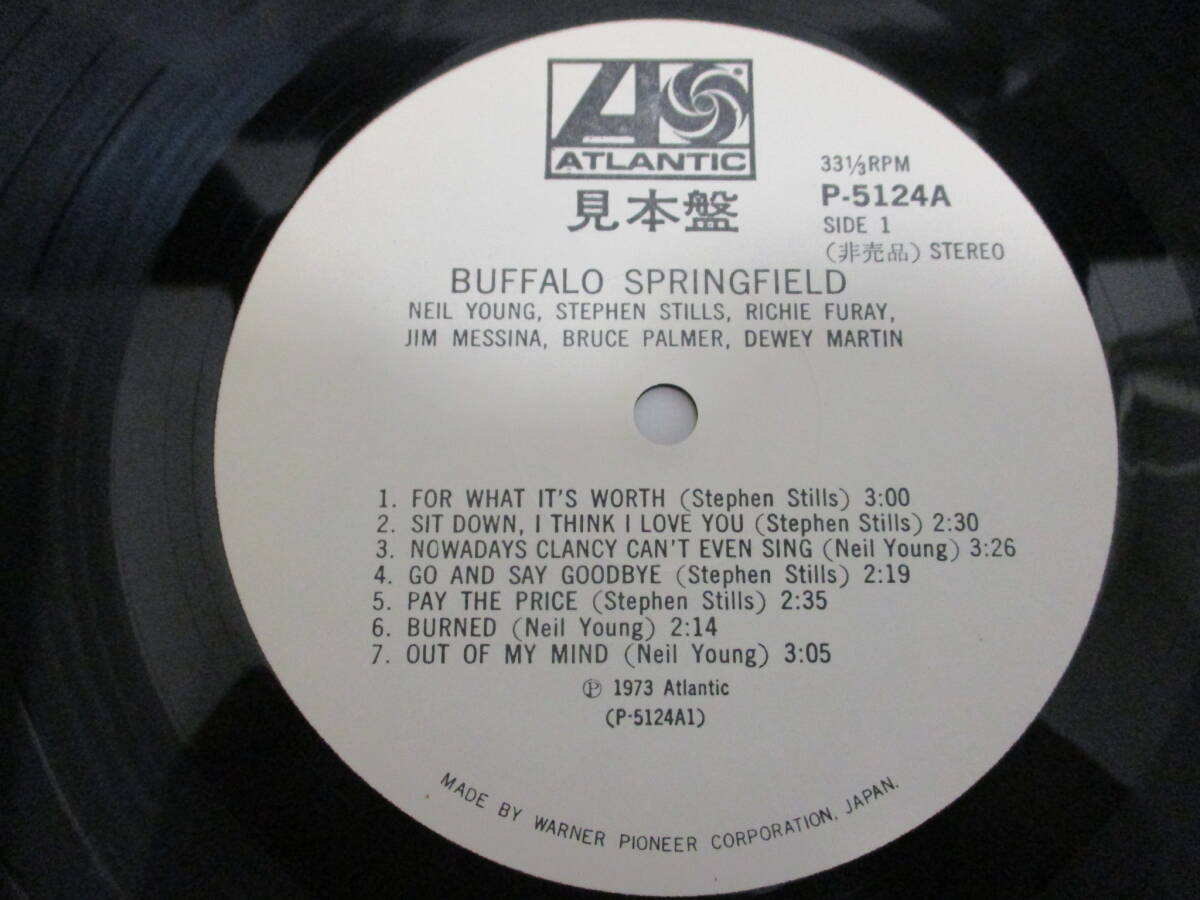 ATLANTIC
見本盤
33⅓RPM
P-5124A
SIDE 1
(非売品) STEREO
BUFFALO SPRINGFIELD
NEIL YOUNG, STEPHEN STILLS, RICHIE FURAY,
JIM MESSINA, BRUCE PALMER, DEWEY MARTIN
1. FOR WHAT IT'S WORTH (Stephen Stills) 3:00
2. SIT DOWN, I THINK I LOVE YOU (Stephen Stills) 2:30
3. NOWADAYS CLANCY CAN'T EVEN SING (Neil Young) 3:26
4. GO AND SAY GOODBYE (Stephen Stills) 2:19
5. PAY THE PRICE (Stephen Stills) 2:35
6. BURNED (Neil Young) 2:14
7. OUT OF MY MIND (Neil Young) 3:05
Ⓟ 1973 Atlantic
(P-5124A1)
MADE BY WARNER PIONEER CORPORATION, JAPAN.